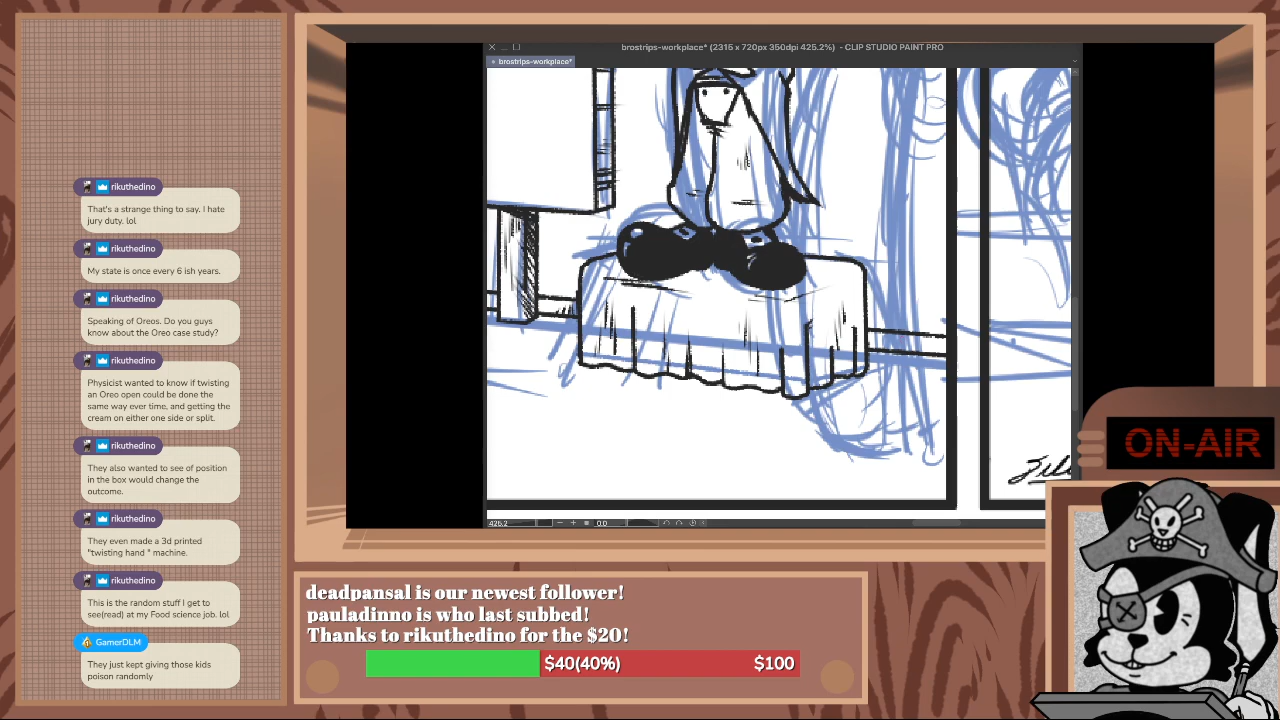 brostrips-workplace* (2315 x 720px 350dpi 425.2%) - CLIP STUDIO PAINT PRO
brostrips-workplace*
rikuthedino
That's a strange thing to say. I hate
jury duty. lol
rikuthedino
My state is once every 6 ish years.
rikuthedino
Speaking of Oreos. Do you guys
know about the Oreo case study?
rikuthedino
Physicist wanted to know if twisting
an Oreo open could be done the
same way ever time, and getting the
cream on either one side or split.
rikuthedino
They also wanted to see of position
in the box would change the
outcome.
rikuthedino
They even made a 3d printed
"twisting hand " machine.
rikuthedino
This is the random stuff I get to
see(read) at my Food science job. lol
GamerDLM
They just kept giving those kids
poison randomly
425.2
0.0
ON-AIR
deadpansal is our newest follower!
pauladinno is who last subbed!
Thanks to rikuthedino for the $20!
$40(40%) $100